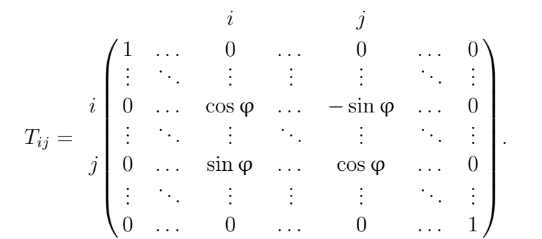 i j
1 … 0 … 0 … 0
⋮ ⋱ ⋮ ⋮ ⋮ ⋱ ⋮
i 0 … cos φ … − sin φ … 0
T_{ij} = ⋮ ⋱ ⋮ ⋱ ⋮ ⋱ ⋮ .
j 0 … sin φ … cos φ … 0
⋮ ⋱ ⋮ ⋮ ⋮ ⋱ ⋮
0 … 0 … 0 … 1